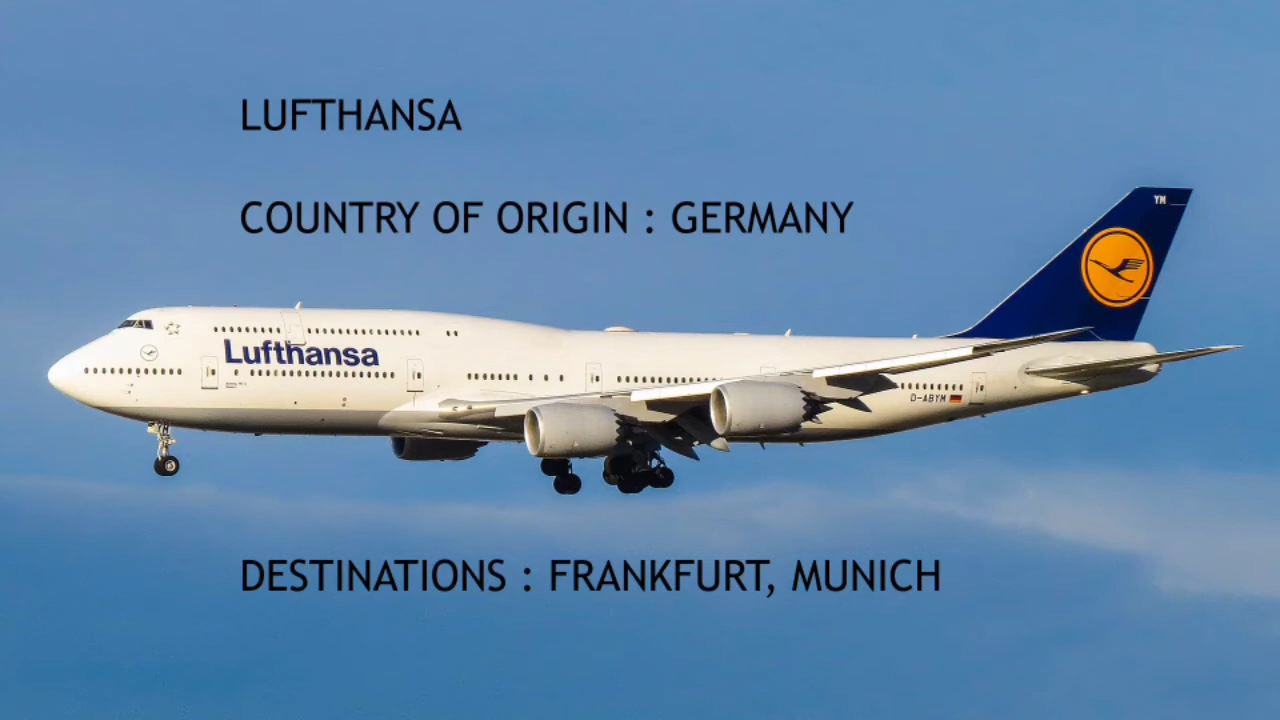 LUFTHANSA
COUNTRY OF ORIGIN : GERMANY
YM
Lufthansa
D-ABYM
DESTINATIONS : FRANKFURT, MUNICH